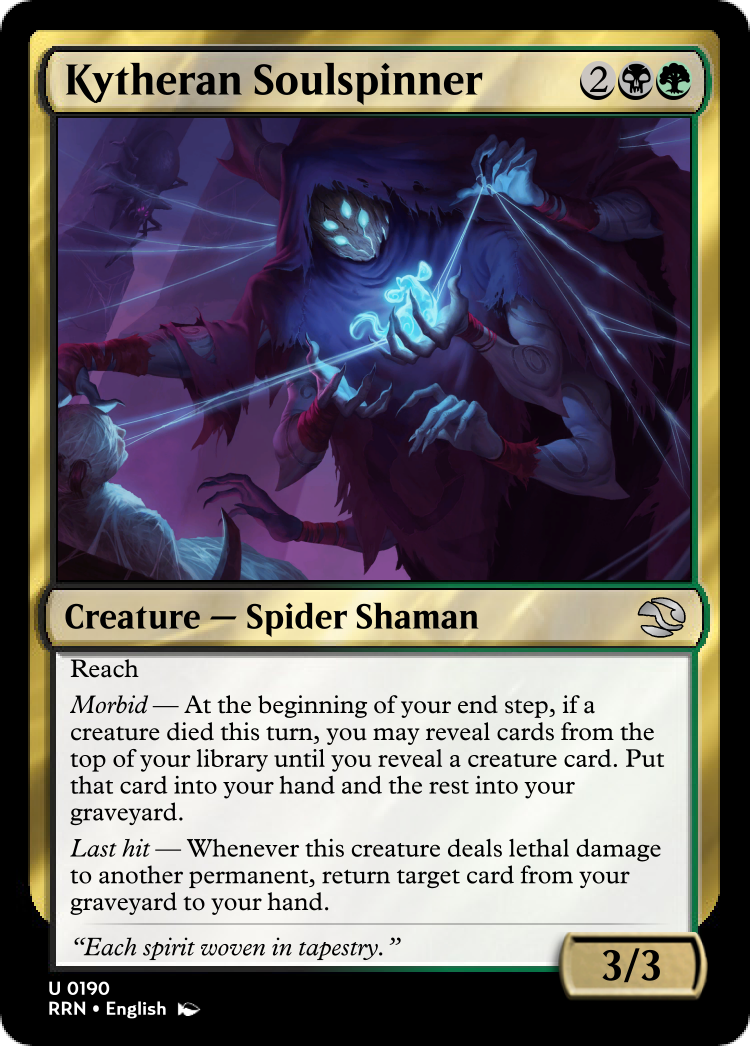 Kytheran Soulspinner 2
Creature — Spider Shaman
Reach
Morbid — At the beginning of your end step, if a
creature died this turn, you may reveal cards from the
top of your library until you reveal a creature card. Put
that card into your hand and the rest into your
graveyard.
Last hit — Whenever this creature deals lethal damage
to another permanent, return target card from your
graveyard to your hand.
“Each spirit woven in tapestry.”
3/3
U 0190
RRN • English